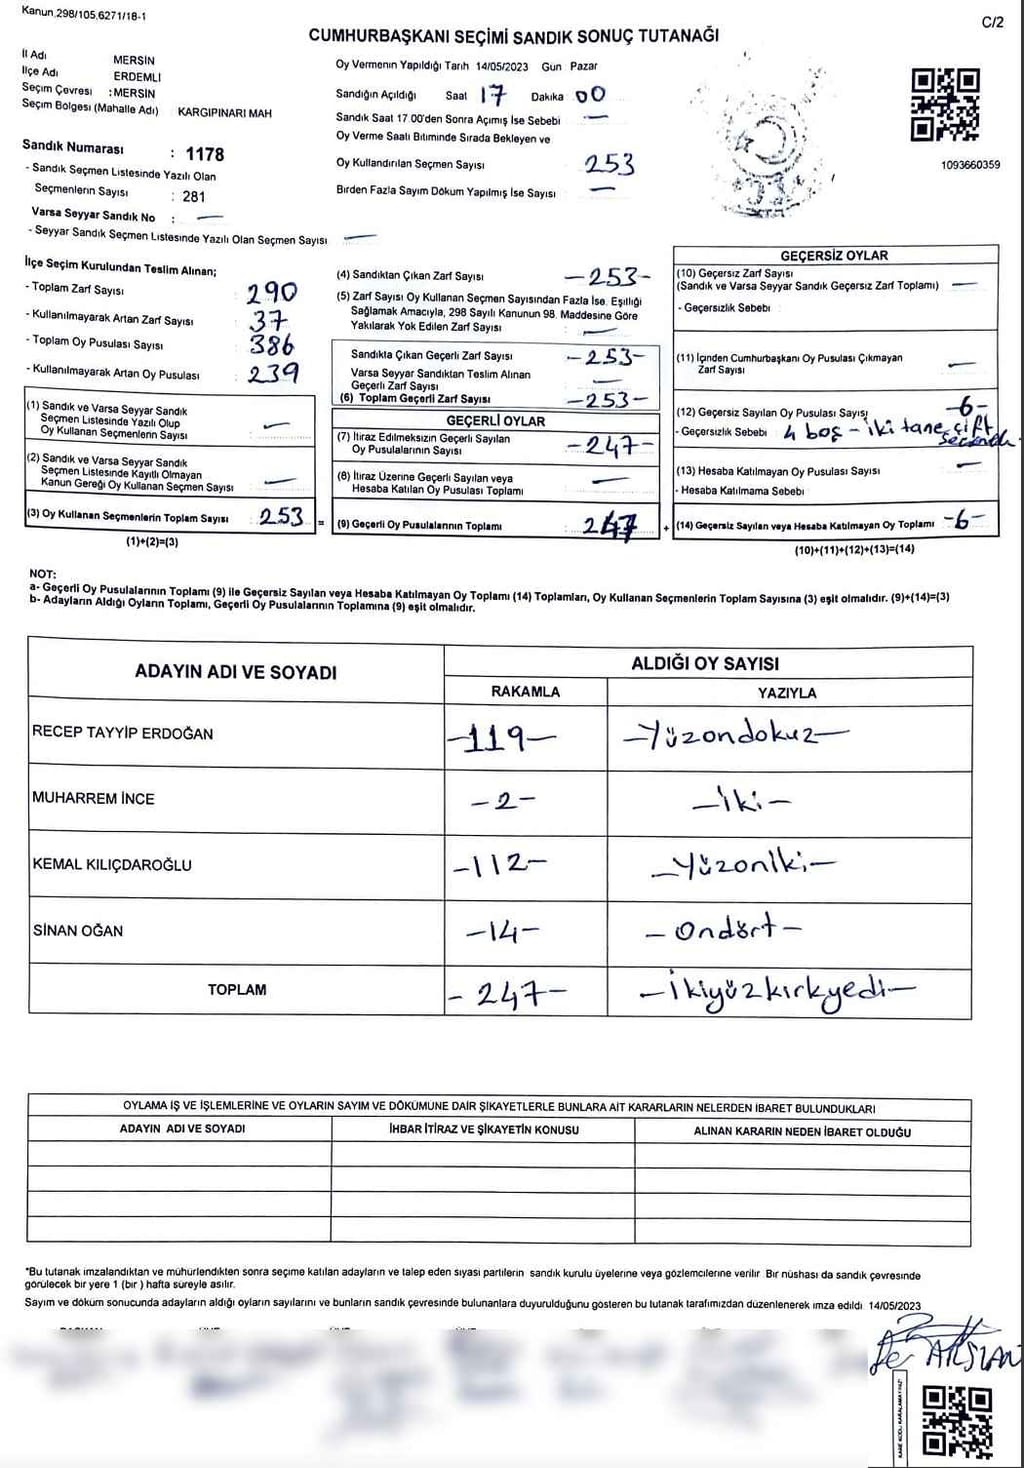 Kanun 298/105,6271/18-1
C/2
CUMHURBAŞKANI SEÇİMİ SANDIK SONUÇ TUTANAĞI
İl Adı MERSİN
İlçe Adı ERDEMLİ
Seçim Çevresi : MERSİN
Seçim Bölgesi (Mahalle Adı) KARGIPINARI MAH
Sandık Numarası : 1178
- Sandık Seçmen Listesinde Yazılı Olan
Seçmenlerin Sayısı : 281
Varsa Seyyar Sandık No : —
- Seyyar Sandık Seçmen Listesinde Yazılı Olan Seçmen Sayısı —
Oy Vermenin Yapıldığı Tarih 14/05/2023 Gün Pazar
Sandığın Açıldığı Saat 17 Dakika 00
Sandık Saat 17.00'den Sonra Açımış İse Sebebi —
Oy Verme Saati Bitiminde Sırada Bekleyen ve
Oy Kullandırılan Seçmen Sayısı 253
Birden Fazla Sayım Döküm Yapılmış İse Sayısı —
1093660359
İlçe Seçim Kurulundan Teslim Alınan;
- Toplam Zarf Sayısı : 290
- Kullanılmayarak Artan Zarf Sayısı : 37
- Toplam Oy Pusulası Sayısı : 386
- Kullanılmayarak Artan Oy Pusulası : 239
(1) Sandık ve Varsa Seyyar Sandık
Seçmen Listesinde Yazılı Olup
Oy Kullanan Seçmenlerin Sayısı —
(2) Sandık ve Varsa Seyyar Sandık
Seçmen Listesinde Kayıtlı Olmayan
Kanun Gereği Oy Kullanan Seçmen Sayısı —
(3) Oy Kullanan Seçmenlerin Toplam Sayısı 253 =
(1)+(2)=(3)
(4) Sandıktan Çıkan Zarf Sayısı -253-
(5) Zarf Sayısı Oy Kullanan Seçmen Sayısından Fazla İse, Eşitliği
Sağlamak Amacıyla, 298 Sayılı Kanunun 98. Maddesine Göre
Yakılarak Yok Edilen Zarf Sayısı —
Sandıkta Çıkan Geçerli Zarf Sayısı -253-
Varsa Seyyar Sandıktan Teslim Alınan
Geçerli Zarf Sayısı —
(6) Toplam Geçerli Zarf Sayısı -253-
GEÇERLİ OYLAR
(7) İtiraz Edilmeksizin Geçerli Sayılan
Oy Pusulalarının Sayısı -247-
(8) İtiraz Üzerine Geçerli Sayılan veya
Hesaba Katılan Oy Pusulası Toplamı —
(9) Geçerli Oy Pusulalarının Toplamı : 247 +
GEÇERSİZ OYLAR
(10) Geçersiz Zarf Sayısı
(Sandık ve Varsa Seyyar Sandık Geçersiz Zarf Toplamı) —
- Geçersizlik Sebebi
(11) İçinden Cumhurbaşkanı Oy Pusulası Çıkmayan
Zarf Sayısı —
(12) Geçersiz Sayılan Oy Pusulası Sayısı -6-
- Geçersizlik Sebebi 4 boş - iki tane çift
(13) Hesaba Katılmayan Oy Pusulası Sayısı —
- Hesaba Katılmama Sebebi
(14) Geçersiz Sayılan veya Hesaba Katılmayan Oy Toplamı -6-
(10)+(11)+(12)+(13)=(14)
NOT:
a- Geçerli Oy Pusulalarının Toplamı (9) ile Geçersiz Sayılan veya Hesaba Katılmayan Oy Toplamı (14) Toplamları, Oy Kullanan Seçmenlerin Toplam Sayısına (3) eşit olmalıdır. (9)+(14)=(3)
b- Adayların Aldığı Oyların Toplamı, Geçerli Oy Pusulalarının Toplamına (9) eşit olmalıdır.
ADAYIN ADI VE SOYADI
ALDIĞI OY SAYISI
RAKAMLA YAZIYLA
RECEP TAYYİP ERDOĞAN -119- -Yüzondokuz-
MUHARREM İNCE -2- -İki-
KEMAL KILIÇDAROĞLU -112- -Yüzoniki-
SİNAN OĞAN -14- -Ondört-
TOPLAM -247- -İkiyüzkırkyedi-
OYLAMA İŞ VE İŞLEMLERİNE VE OYLARIN SAYIM VE DÖKÜMÜNE DAİR ŞİKAYETLERLE BUNLARA AİT KARARLARIN NELERDEN İBARET BULUNDUKLARI
ADAYIN ADI VE SOYADI İHBAR İTİRAZ VE ŞİKAYETİN KONUSU ALINAN KARARIN NEDEN İBARET OLDUĞU
*Bu tutanak imzalandıktan ve mühürlendikten sonra seçime katılan adayların ve talep eden siyasi partilerin sandık kurulu üyelerine veya gözlemcilerine verilir Bir nüshası da sandık çevresinde
görülecek bir yere 1 (bir) hafta süreyle asılır.
Sayım ve döküm sonucunda adayların aldığı oyların sayılarını ve bunların sandık çevresinde bulunanlara duyurulduğunu gösteren bu tutanak tarafımızdan düzenlenerek imza edildi 14/05/2023
ARSLAN
KARE KODU KARALAMAYINIZ!